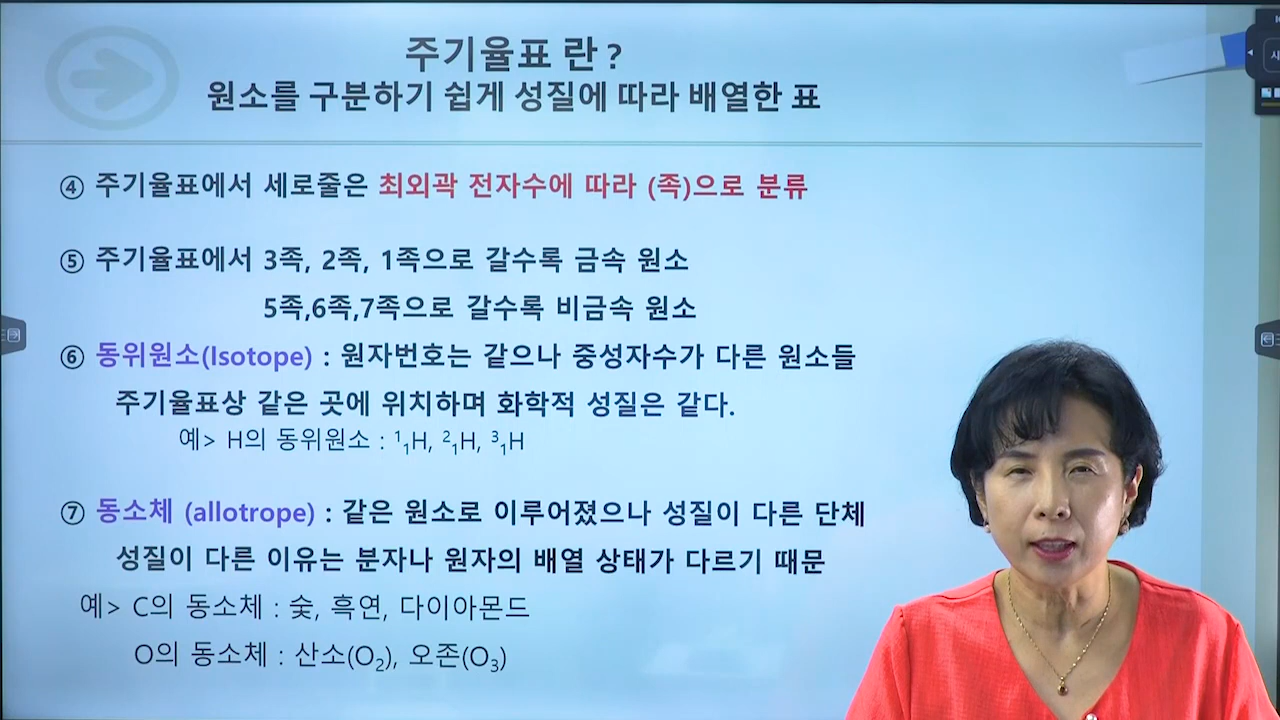 주기율표 란 ?
원소를 구분하기 쉽게 성질에 따라 배열한 표
④ 주기율표에서 세로줄은 최외곽 전자수에 따라 (족)으로 분류
⑤ 주기율표에서 3족, 2족, 1족으로 갈수록 금속 원소
5족,6족,7족으로 갈수록 비금속 원소
⑥ 동위원소(Isotope) : 원자번호는 같으나 중성자수가 다른 원소들
주기율표상 같은 곳에 위치하며 화학적 성질은 같다.
예> H의 동위원소 : ¹₁H, ²₁H, ³₁H
⑦ 동소체 (allotrope) : 같은 원소로 이루어졌으나 성질이 다른 단체
성질이 다른 이유는 분자나 원자의 배열 상태가 다르기 때문
예> C의 동소체 : 숯, 흑연, 다이아몬드
O의 동소체 : 산소(O₂), 오존(O₃)